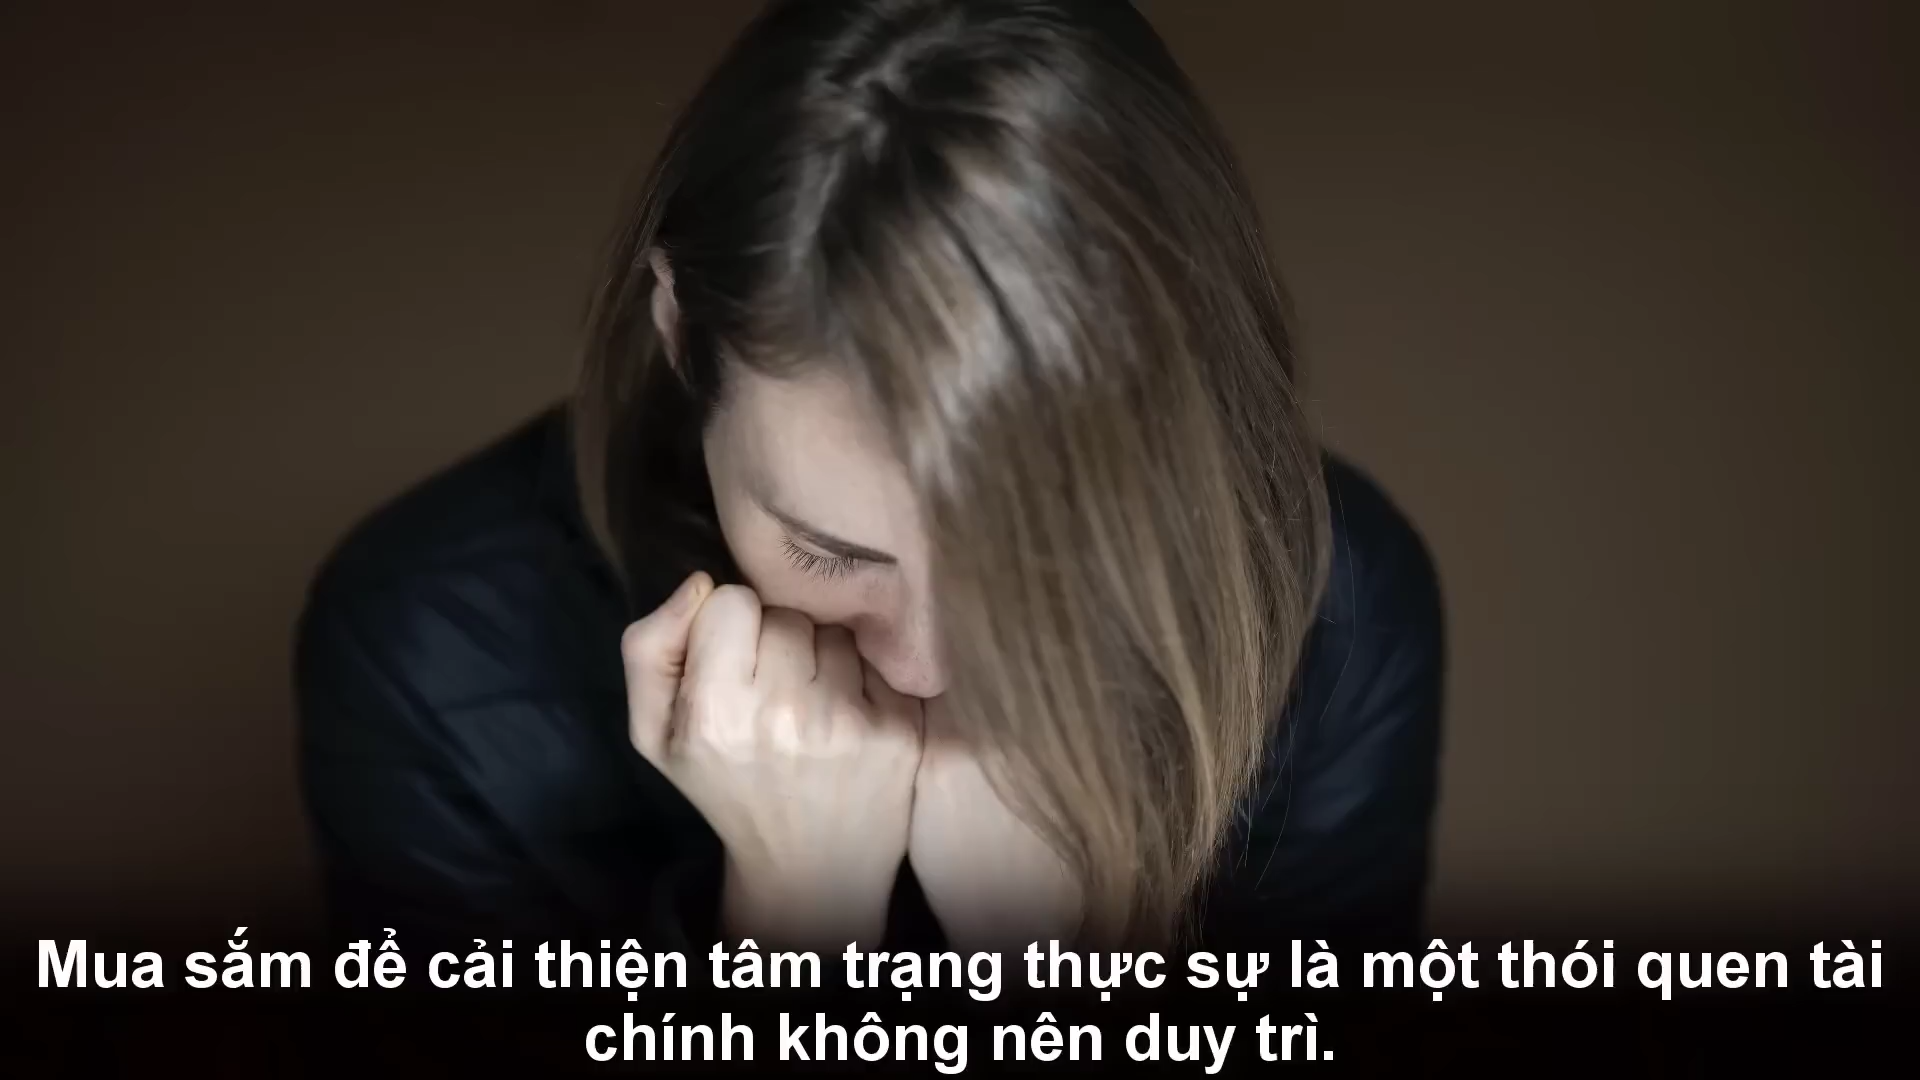 Mua sắm để cải thiện tâm trạng thực sự là một thói quen tài
chính không nên duy trì.